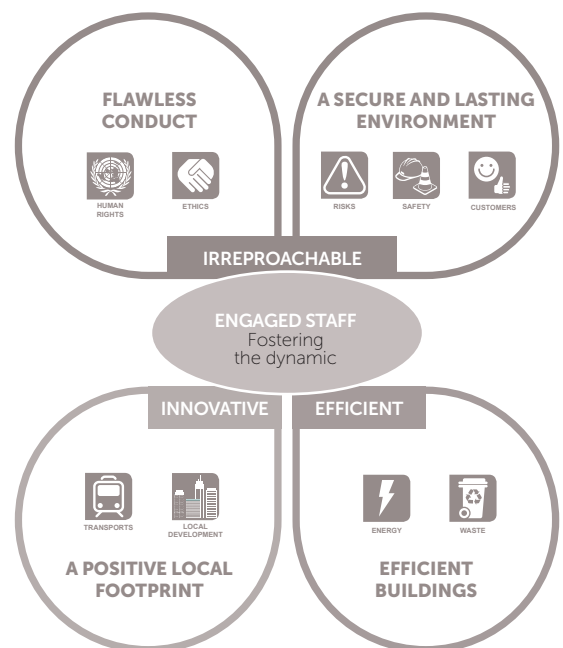 FLAWLESS
CONDUCT
HUMAN
RIGHTS
ETHICS
A SECURE AND LASTING
ENVIRONMENT
RISKS
SAFETY
CUSTOMERS
IRREPROACHABLE
ENGAGED STAFF
Fostering
the dynamic
INNOVATIVE
EFFICIENT
TRANSPORTS
LOCAL
DEVELOPMENT
A POSITIVE LOCAL
FOOTPRINT
ENERGY
WASTE
EFFICIENT
BUILDINGS